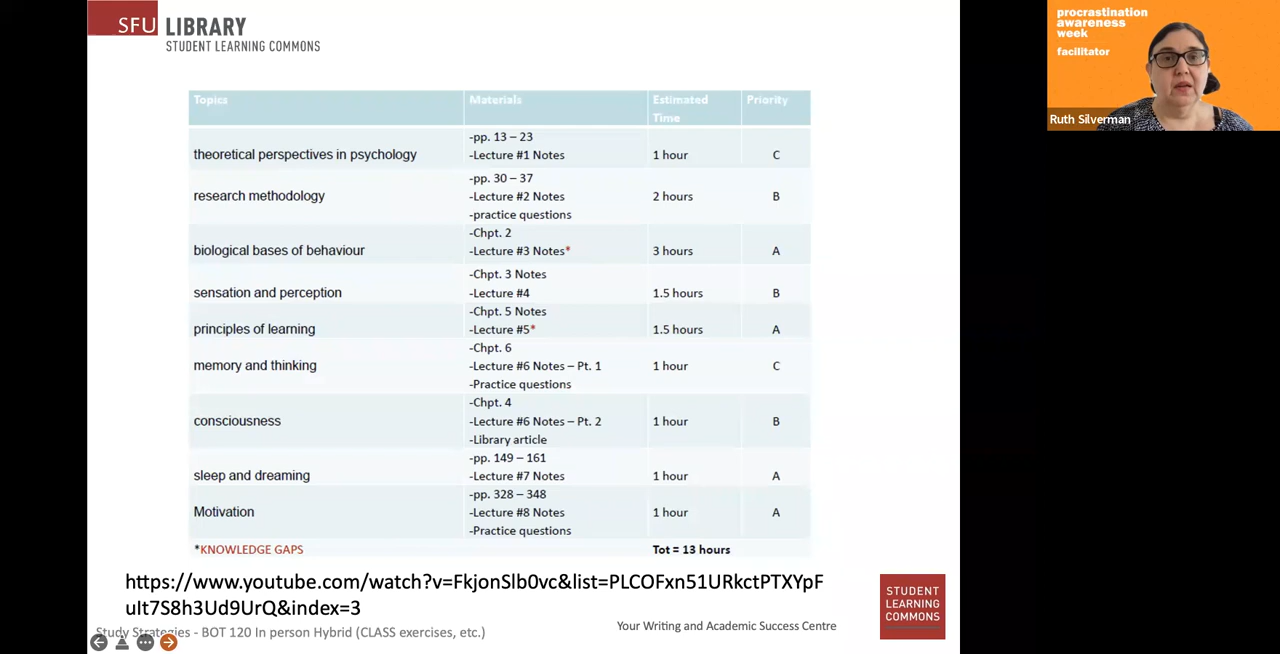 SFU LIBRARY
STUDENT LEARNING COMMONS
procrastination
awareness
week
facilitator
Ruth Silverman
Topics Materials Estimated Time Priority
-pp. 13 – 23
theoretical perspectives in psychology -Lecture #1 Notes 1 hour C
-pp. 30 – 37
research methodology -Lecture #2 Notes 2 hours B
-practice questions
-Chpt. 2
biological bases of behaviour -Lecture #3 Notes* 3 hours A
-Chpt. 3 Notes
sensation and perception -Lecture #4 1.5 hours B
-Chpt. 5 Notes
principles of learning -Lecture #5* 1.5 hours A
-Chpt. 6
memory and thinking -Lecture #6 Notes – Pt. 1 1 hour C
-Practice questions
-Chpt. 4
consciousness -Lecture #6 Notes – Pt. 2 1 hour B
-Library article
-pp. 149 – 161
sleep and dreaming -Lecture #7 Notes 1 hour A
-pp. 328 – 348
Motivation -Lecture #8 Notes 1 hour A
-Practice questions
*KNOWLEDGE GAPS Tot = 13 hours
https://www.youtube.com/watch?v=FkjonSlb0vc&list=PLCOFxn51URkctPTXYpF
uIt7S8h3Ud9UrQ&index=3
Study Strategies - BOT 120 In person Hybrid (CLASS exercises, etc.)
Your Writing and Academic Success Centre
STUDENT
LEARNING
COMMONS